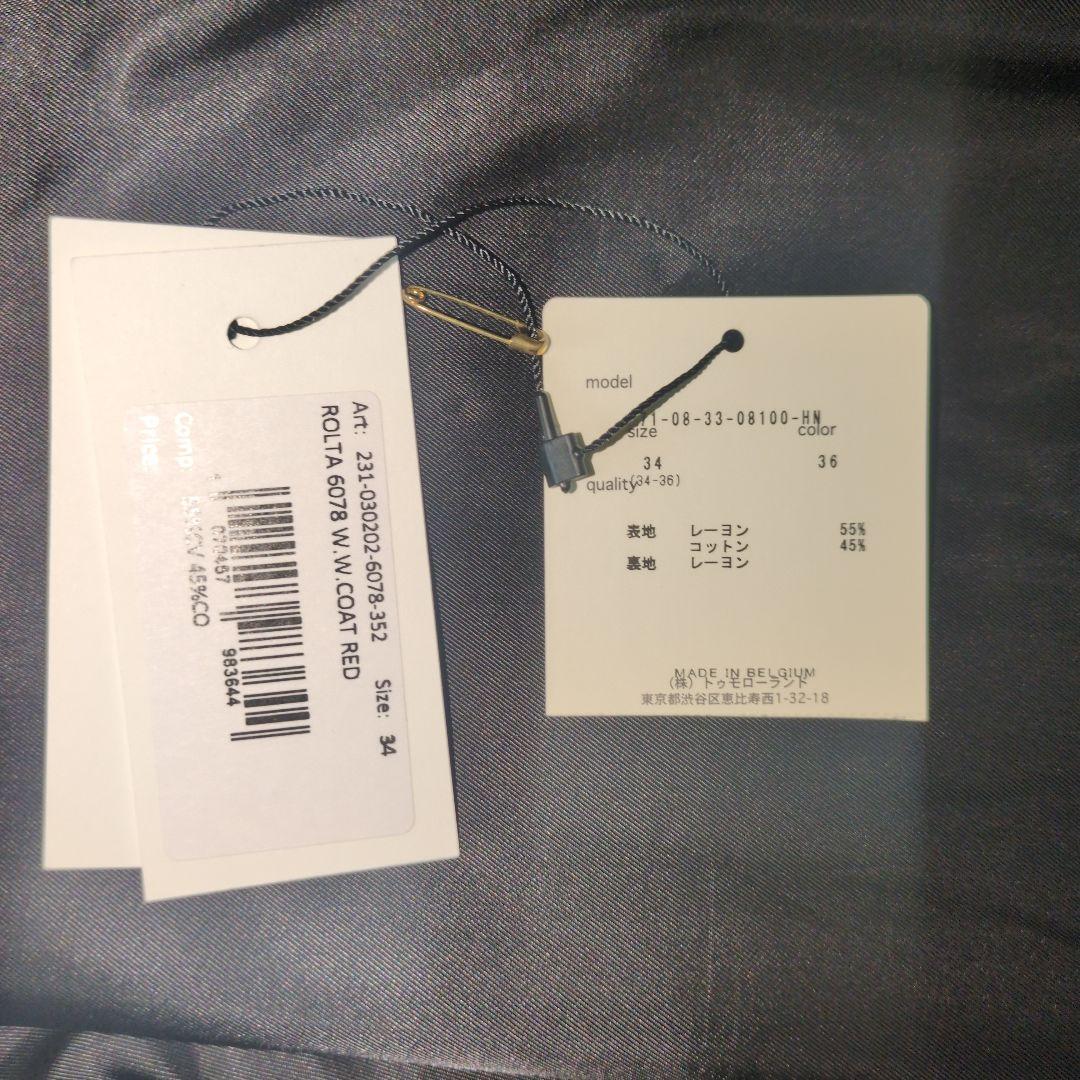 Art: 231-030202-6078-352 Size: 34
ROLTA 6078 W.W.COAT RED
983644
Comp: 45%CO
Price:
model
-08-33-08100-HN
size color
34 36
quality (34-36)
表地 レーヨン 55%
コットン 45%
裏地 レーヨン
MADE IN BELGIUM
(株)トゥモローランド
東京都渋谷区恵比寿西1-32-18